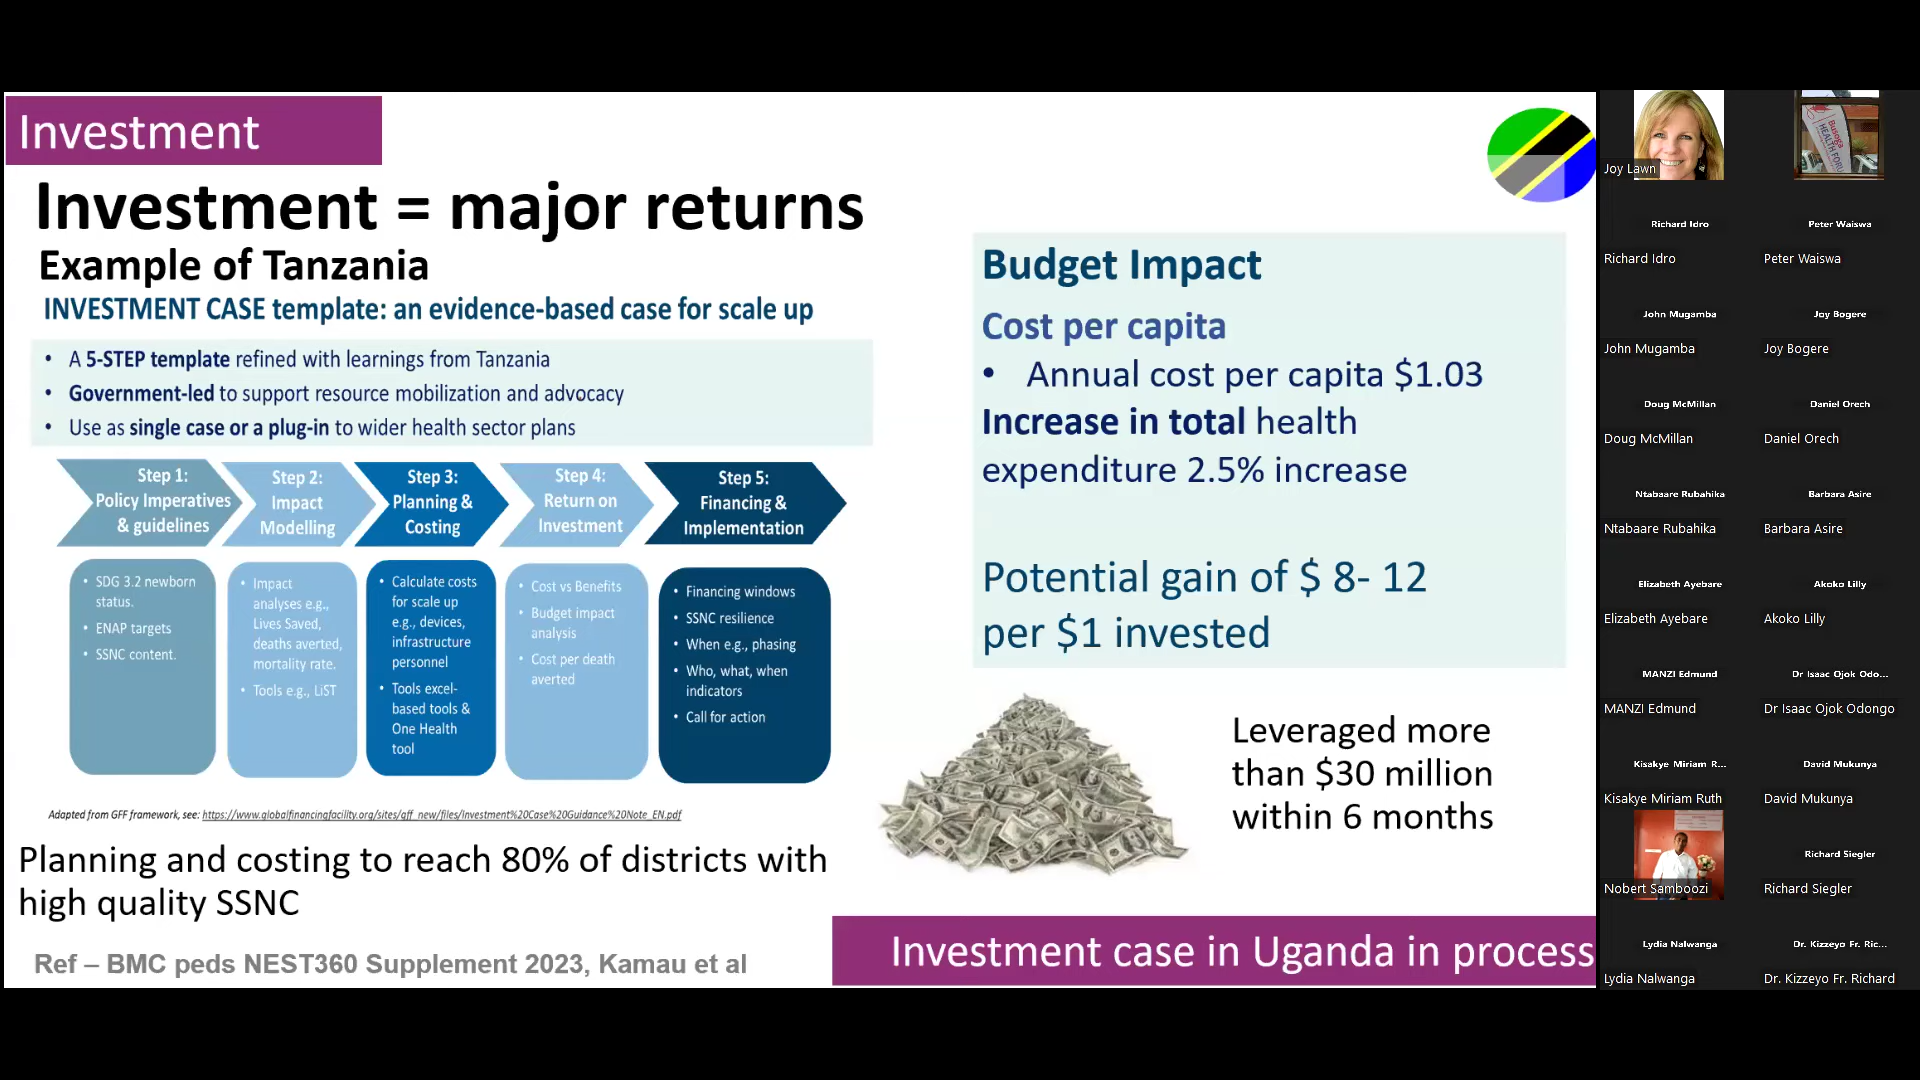 Investment
Investment = major returns
Example of Tanzania
INVESTMENT CASE template: an evidence-based case for scale up
• A 5-STEP template refined with learnings from Tanzania
• Government-led to support resource mobilization and advocacy
• Use as single case or a plug-in to wider health sector plans
Step 1:
Policy Imperatives
& guidelines
Step 2:
Impact
Modelling
Step 3:
Planning &
Costing
Step 4:
Return on
Investment
Step 5:
Financing &
Implementation
• SDG 3.2 newborn
status.
• ENAP targets
• SSNC content.
• Impact
analyses e.g.,
Lives Saved,
deaths averted,
mortality rate.
• Tools e.g., LiST
• Calculate costs
for scale up
e.g., devices,
infrastructure
personnel
• Tools excel-
based tools &
One Health
tool
• Cost vs Benefits
• Budget impact
analysis
• Cost per death
averted
• Financing windows
• SSNC resilience
• When e.g., phasing
• Who, what, when
indicators
• Call for action
Adapted from GFF framework, see: https://www.globalfinancingfacility.org/sites/gff_new/files/Investment%20Case%20Guidance%20Note_EN.pdf
Planning and costing to reach 80% of districts with
high quality SSNC
Ref – BMC peds NEST360 Supplement 2023, Kamau et al
Budget Impact
Cost per capita
• Annual cost per capita $1.03
Increase in total health
expenditure 2.5% increase
Potential gain of $ 8- 12
per $1 invested
Leveraged more
than $30 million
within 6 months
Investment case in Uganda in process
Joy Lawn
Busoga
HEALTH FORUM
Richard Idro
Richard Idro
Peter Waiswa
Peter Waiswa
John Mugamba
John Mugamba
Joy Bogere
Joy Bogere
Doug McMillan
Doug McMillan
Daniel Orech
Daniel Orech
Ntabaare Rubahika
Ntabaare Rubahika
Barbara Asire
Barbara Asire
Elizabeth Ayebare
Elizabeth Ayebare
Akoko Lilly
Akoko Lilly
MANZI Edmund
MANZI Edmund
Dr Isaac Ojok Odo...
Dr Isaac Ojok Odongo
Kisakye Miriam R...
Kisakye Miriam Ruth
David Mukunya
David Mukunya
Nobert Samboozi
Richard Siegler
Richard Siegler
Lydia Nalwanga
Lydia Nalwanga
Dr. Kizzeyo Fr. Ric...
Dr. Kizzeyo Fr. Richard